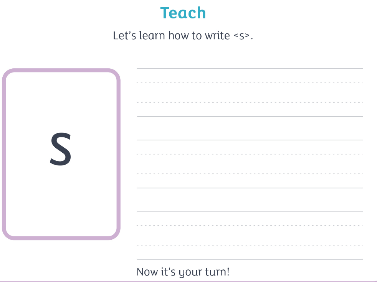 Teach
Let's learn how to write <s>.
s
Now it's your turn!